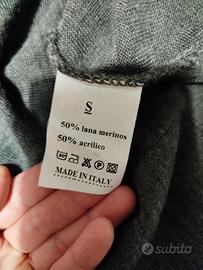 S
50% lana merinos
50% acrilico
MADE IN ITALY
subito